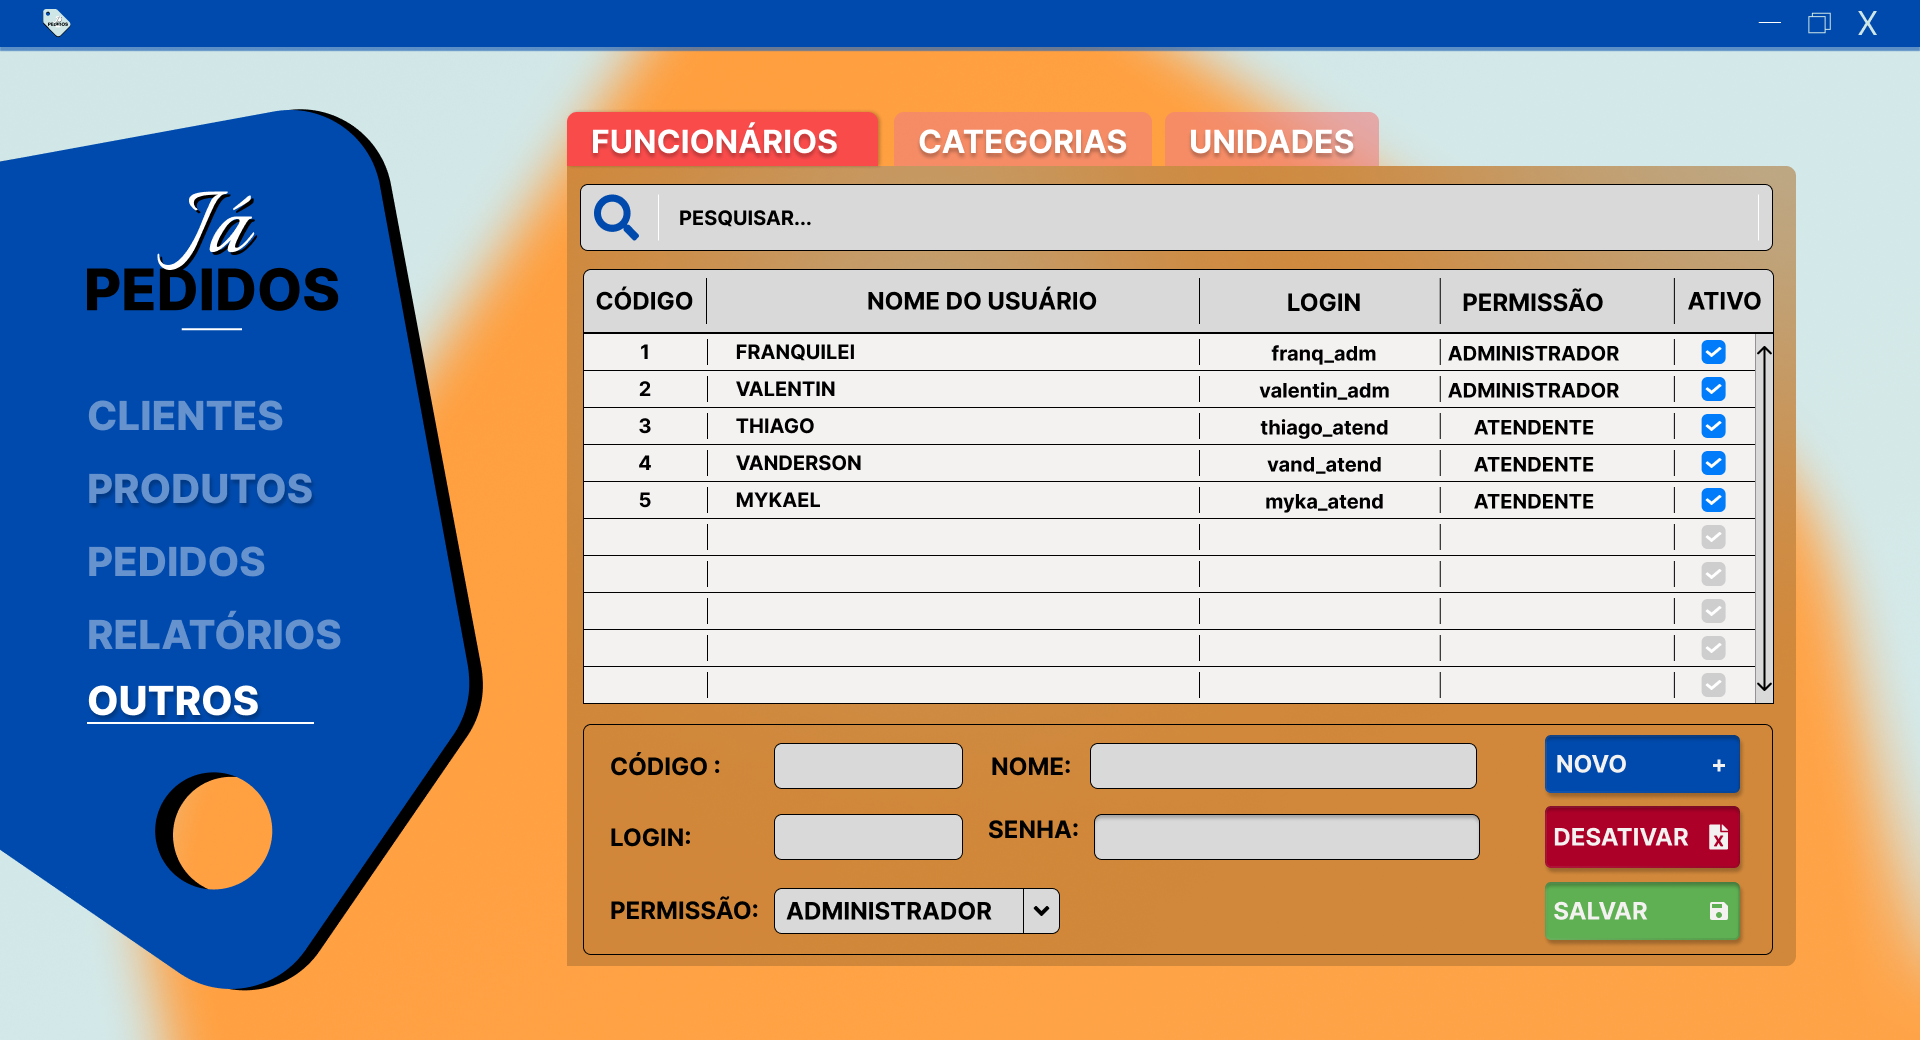 X
FUNCIONÁRIOS CATEGORIAS UNIDADES
PESQUISAR...
Já
PEDIDOS
CLIENTES
PRODUTOS
PEDIDOS
RELATÓRIOS
OUTROS
CÓDIGO NOME DO USUÁRIO LOGIN PERMISSÃO ATIVO
1 FRANQUILEI franq_adm ADMINISTRADOR
2 VALENTIN valentin_adm ADMINISTRADOR
3 THIAGO thiago_atend ATENDENTE
4 VANDERSON vand_atend ATENDENTE
5 MYKAEL myka_atend ATENDENTE
CÓDIGO : NOME: NOVO +
LOGIN: SENHA: DESATIVAR X
PERMISSÃO: ADMINISTRADOR SALVAR